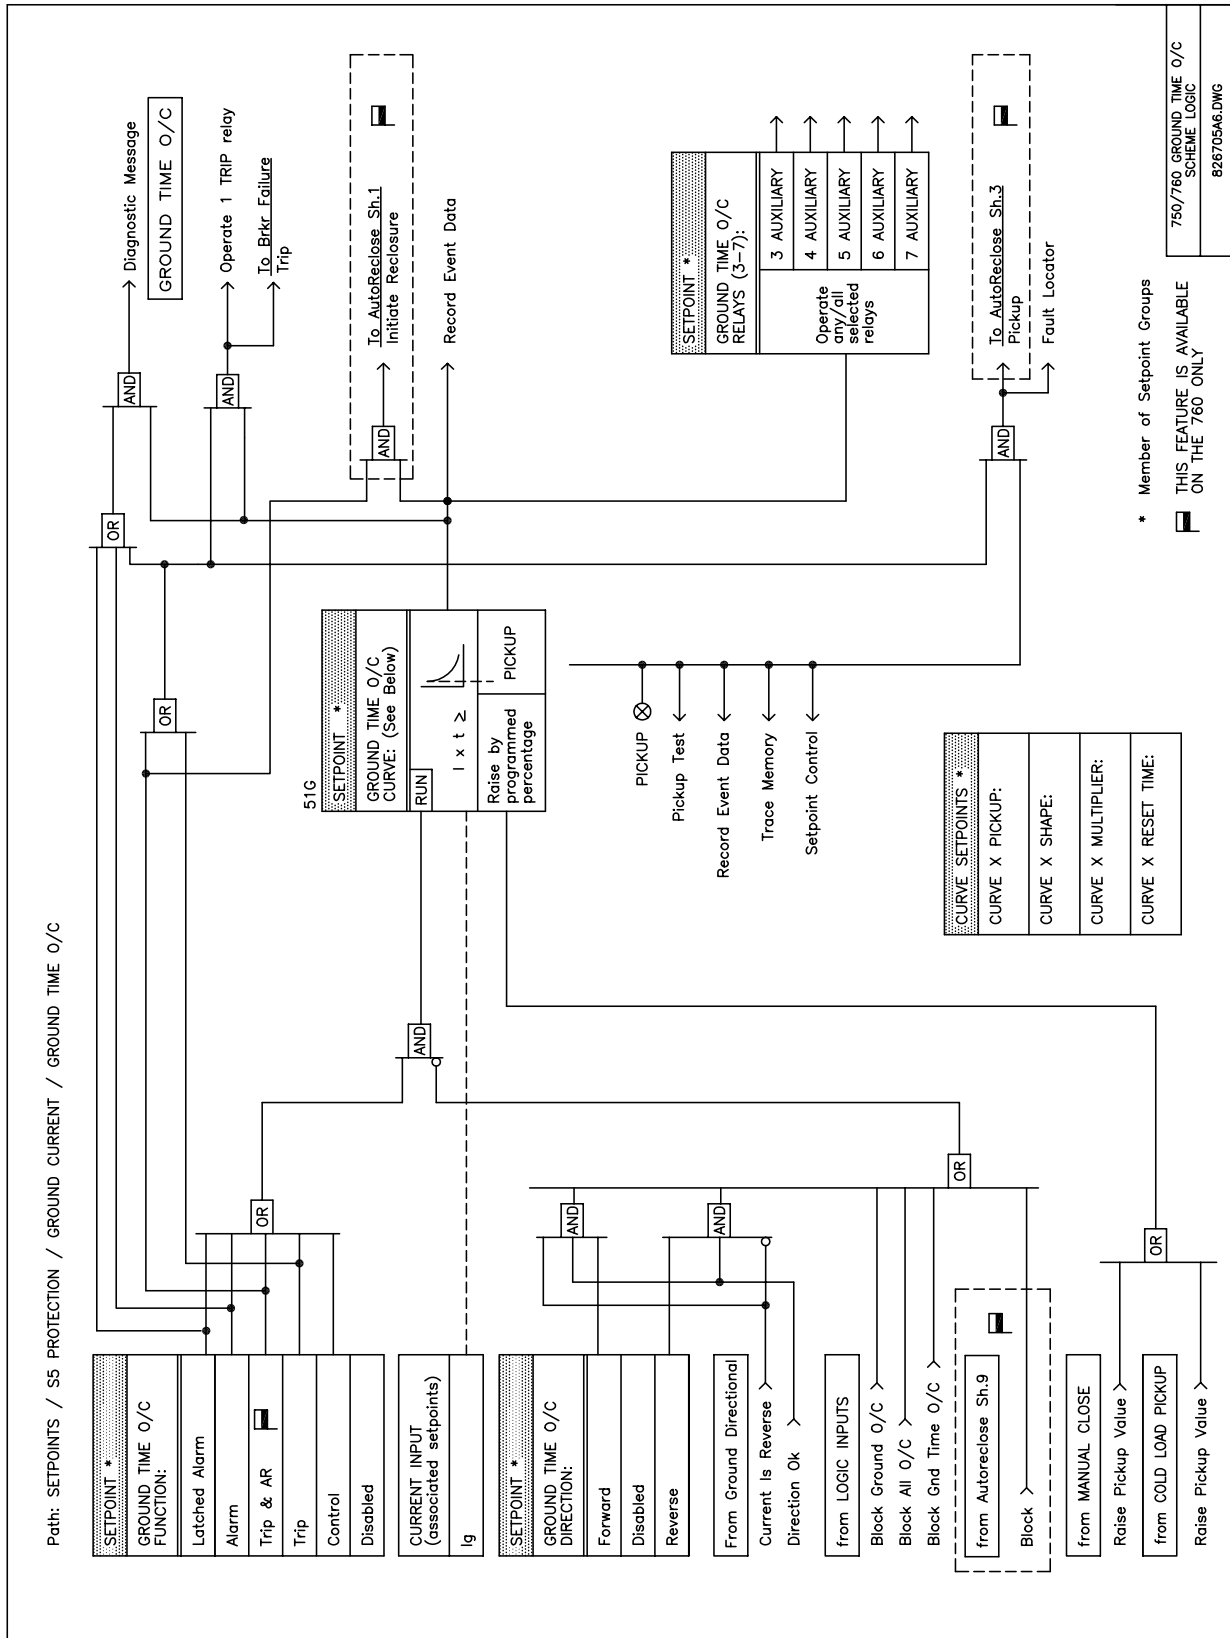 Path: SETPOINTS / S5 PROTECTION / GROUND CURRENT / GROUND TIME O/C
SETPOINT *
GROUND TIME O/C
FUNCTION:
Latched Alarm
Alarm
Trip & AR
Trip
Control
Disabled
CURRENT INPUT
(associated setpoints)
Ig
SETPOINT *
GROUND TIME O/C
DIRECTION:
Forward
Disabled
Reverse
From Ground Directional
Current Is Reverse
Direction Ok
from LOGIC INPUTS
Block Ground O/C
Block All O/C
Block Gnd Time O/C
from Autoreclose Sh.9
Block
from MANUAL CLOSE
Raise Pickup Value
from COLD LOAD PICKUP
Raise Pickup Value
OR
AND
AND
OR
OR
AND
51G
SETPOINT *
GROUND TIME O/C
CURVE: (See Below)
RUN
I x t ≥
Raise by
programmed
percentage
PICKUP
PICKUP
Pickup Test
Record Event Data
Trace Memory
Setpoint Control
CURVE SETPOINTS *
CURVE X PICKUP:
CURVE X SHAPE:
CURVE X MULTIPLIER:
CURVE X RESET TIME:
OR
OR
AND
AND
AND
AND
Diagnostic Message
GROUND TIME O/C
Operate 1 TRIP relay
To Brkr Failure
Trip
To AutoReclose Sh.1
Initiate Reclosure
Record Event Data
SETPOINT *
GROUND TIME O/C
RELAYS (3-7):
Operate
any/all
selected
relays
3 AUXILIARY
4 AUXILIARY
5 AUXILIARY
6 AUXILIARY
7 AUXILIARY
To AutoReclose Sh.3
Pickup
Fault Locator
* Member of Setpoint Groups
THIS FEATURE IS AVAILABLE
ON THE 760 ONLY
750/760 GROUND TIME O/C
SCHEME LOGIC
826705A6.DWG